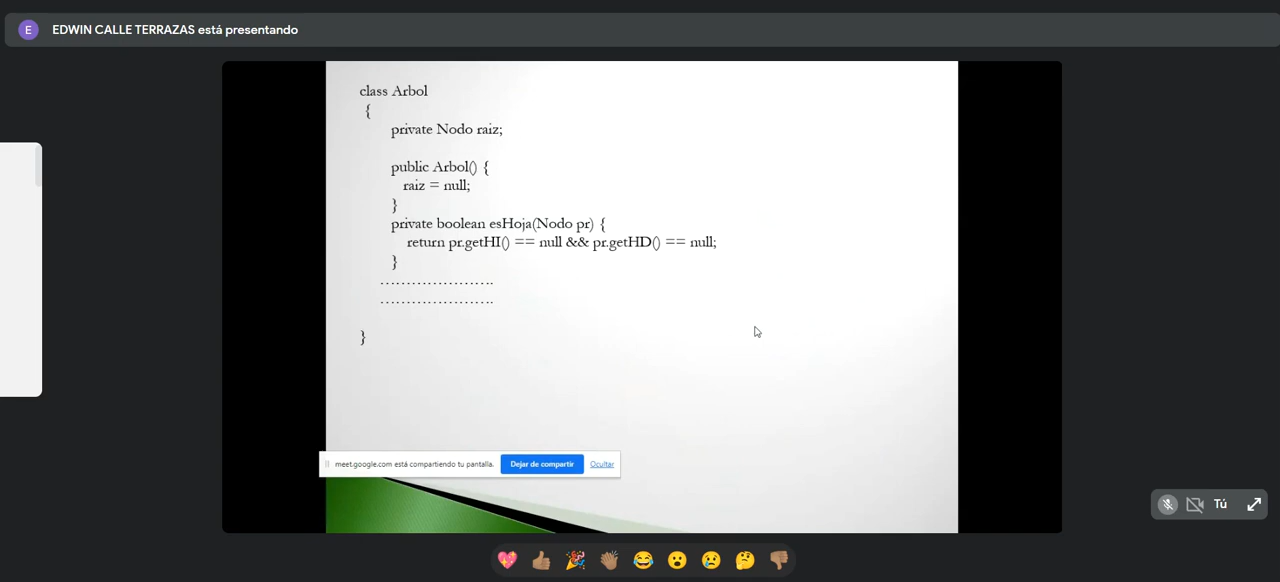 E EDWIN CALLE TERRAZAS está presentando
class Arbol
{
private Nodo raiz;
public Arbol() {
raiz = null;
}
private boolean esHoja(Nodo pr) {
return pr.getHI() == null && pr.getHD() == null;
}
.....................
.....................
}
meet.google.com está compartiendo tu pantalla. Dejar de compartir Ocultar
Tú